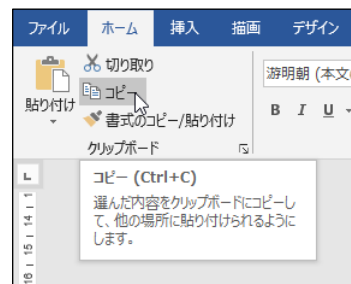 ファイル ホーム 挿入 描画 デザイン
切り取り
コピー
貼り付け
書式のコピー/貼り付け
クリップボード
游明朝 (本文
B I U
L
コピー (Ctrl+C)
選んだ内容をクリップボードにコピーし
て、他の場所に貼り付けられるように
します。
1
14
15
16